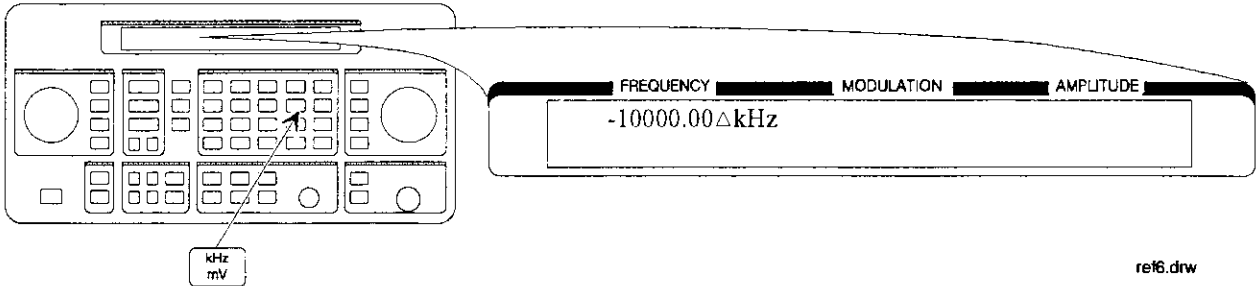 FREQUENCY MODULATION AMPLITUDE
-10000.00△kHz
kHz
mV
ref6.drw